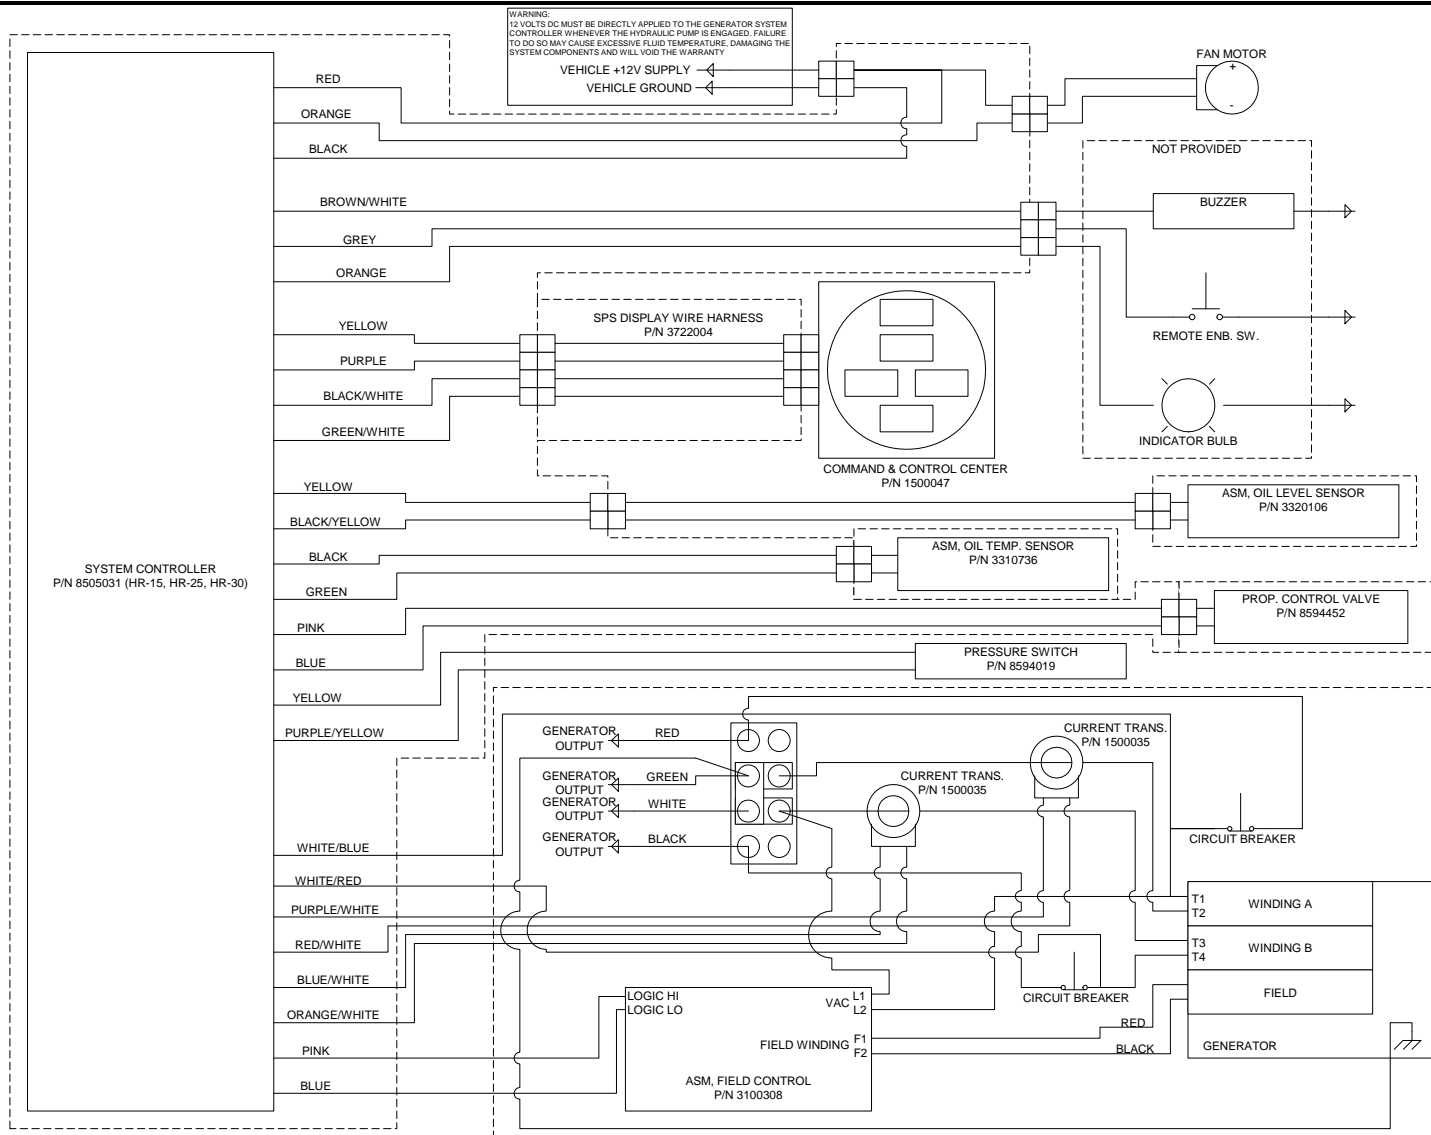 WARNING:
12 VOLTS DC MUST BE DIRECTLY APPLIED TO THE GENERATOR SYSTEM
CONTROLLER WHENEVER THE HYDRAULIC PUMP IS ENGAGED. FAILURE
TO DO SO MAY CAUSE EXCESSIVE FLUID TEMPERATURE, DAMAGING THE
SYSTEM COMPONENTS AND WILL VOID THE WARRANTY
VEHICLE +12V SUPPLY
VEHICLE GROUND
FAN MOTOR
+
-
RED
ORANGE
BLACK
NOT PROVIDED
BROWN/WHITE
BUZZER
GREY
ORANGE
REMOTE ENB. SW.
INDICATOR BULB
SPS DISPLAY WIRE HARNESS
P/N 3722004
YELLOW
PURPLE
BLACK/WHITE
GREEN/WHITE
COMMAND & CONTROL CENTER
P/N 1500047
YELLOW
BLACK/YELLOW
ASM, OIL LEVEL SENSOR
P/N 3320106
BLACK
GREEN
ASM, OIL TEMP. SENSOR
P/N 3310736
SYSTEM CONTROLLER
P/N 8505031 (HR-15, HR-25, HR-30)
PINK
BLUE
PROP. CONTROL VALVE
P/N 8594452
YELLOW
PURPLE/YELLOW
PRESSURE SWITCH
P/N 8594019
GENERATOR
OUTPUT
RED
GENERATOR
OUTPUT
GREEN
GENERATOR
OUTPUT
WHITE
GENERATOR
OUTPUT
BLACK
CURRENT TRANS.
P/N 1500035
CURRENT TRANS.
P/N 1500035
CIRCUIT BREAKER
WHITE/BLUE
WHITE/RED
PURPLE/WHITE
RED/WHITE
BLUE/WHITE
ORANGE/WHITE
PINK
BLUE
T1
T2
WINDING A
T3
T4
WINDING B
FIELD
GENERATOR
CIRCUIT BREAKER
LOGIC HI
LOGIC LO
VAC
L1
L2
FIELD WINDING
F1
F2
RED
BLACK
ASM, FIELD CONTROL
P/N 3100308